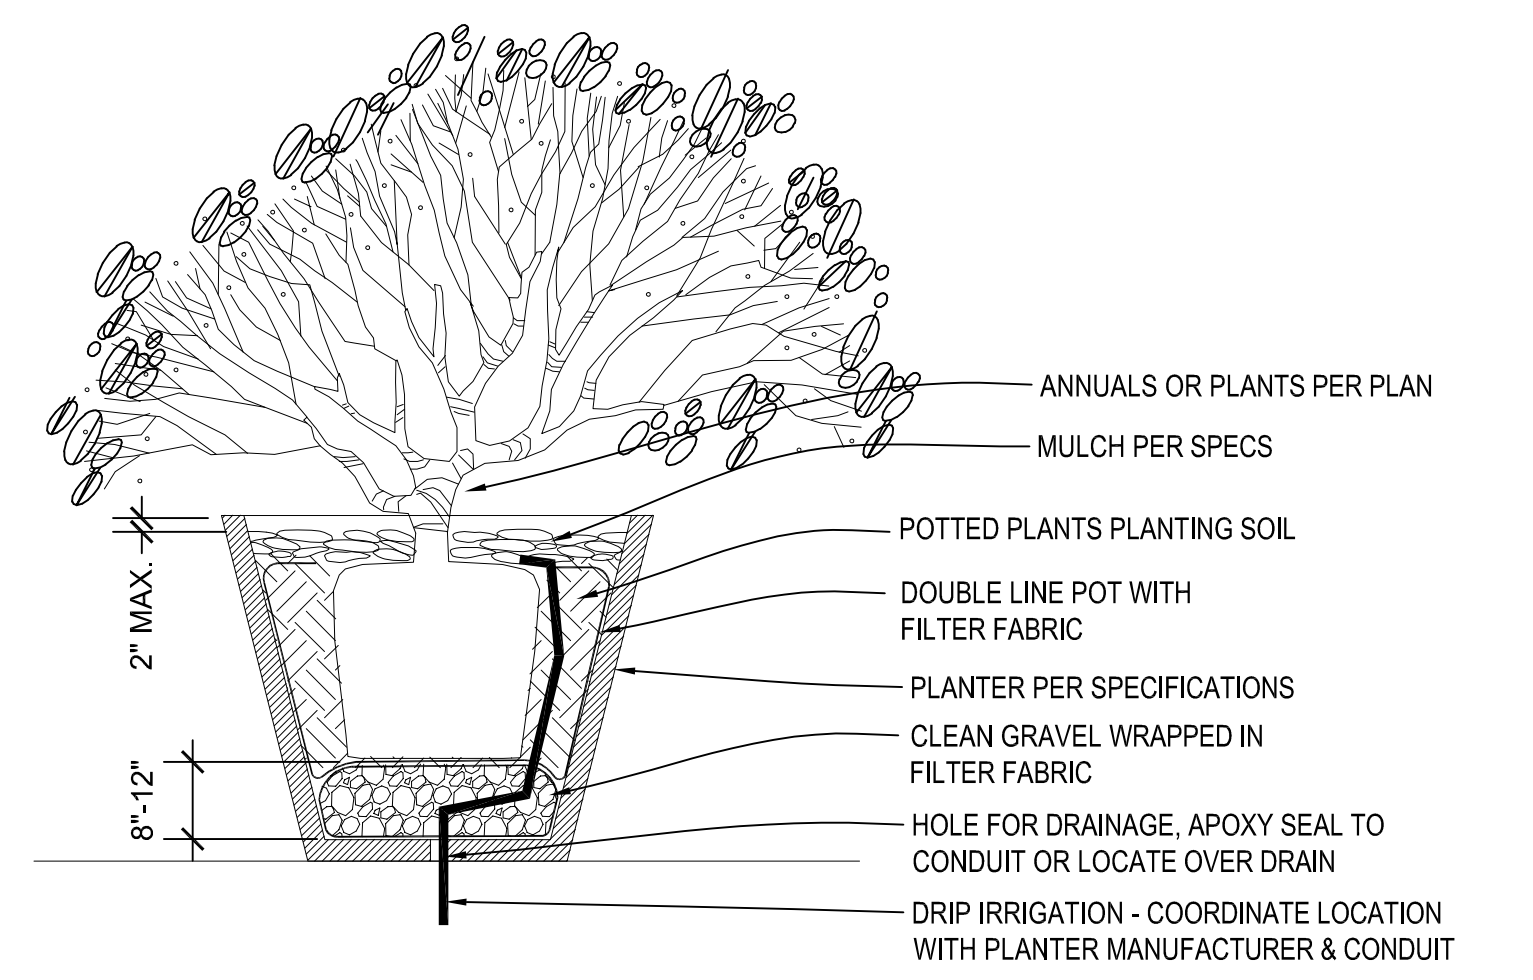 ANNUALS OR PLANTS PER PLAN
MULCH PER SPECS
POTTED PLANTS PLANTING SOIL
DOUBLE LINE POT WITH
FILTER FABRIC
PLANTER PER SPECIFICATIONS
CLEAN GRAVEL WRAPPED IN
FILTER FABRIC
HOLE FOR DRAINAGE, APOXY SEAL TO
CONDUIT OR LOCATE OVER DRAIN
DRIP IRRIGATION - COORDINATE LOCATION
WITH PLANTER MANUFACTURER & CONDUIT
2" MAX.
8"-12"